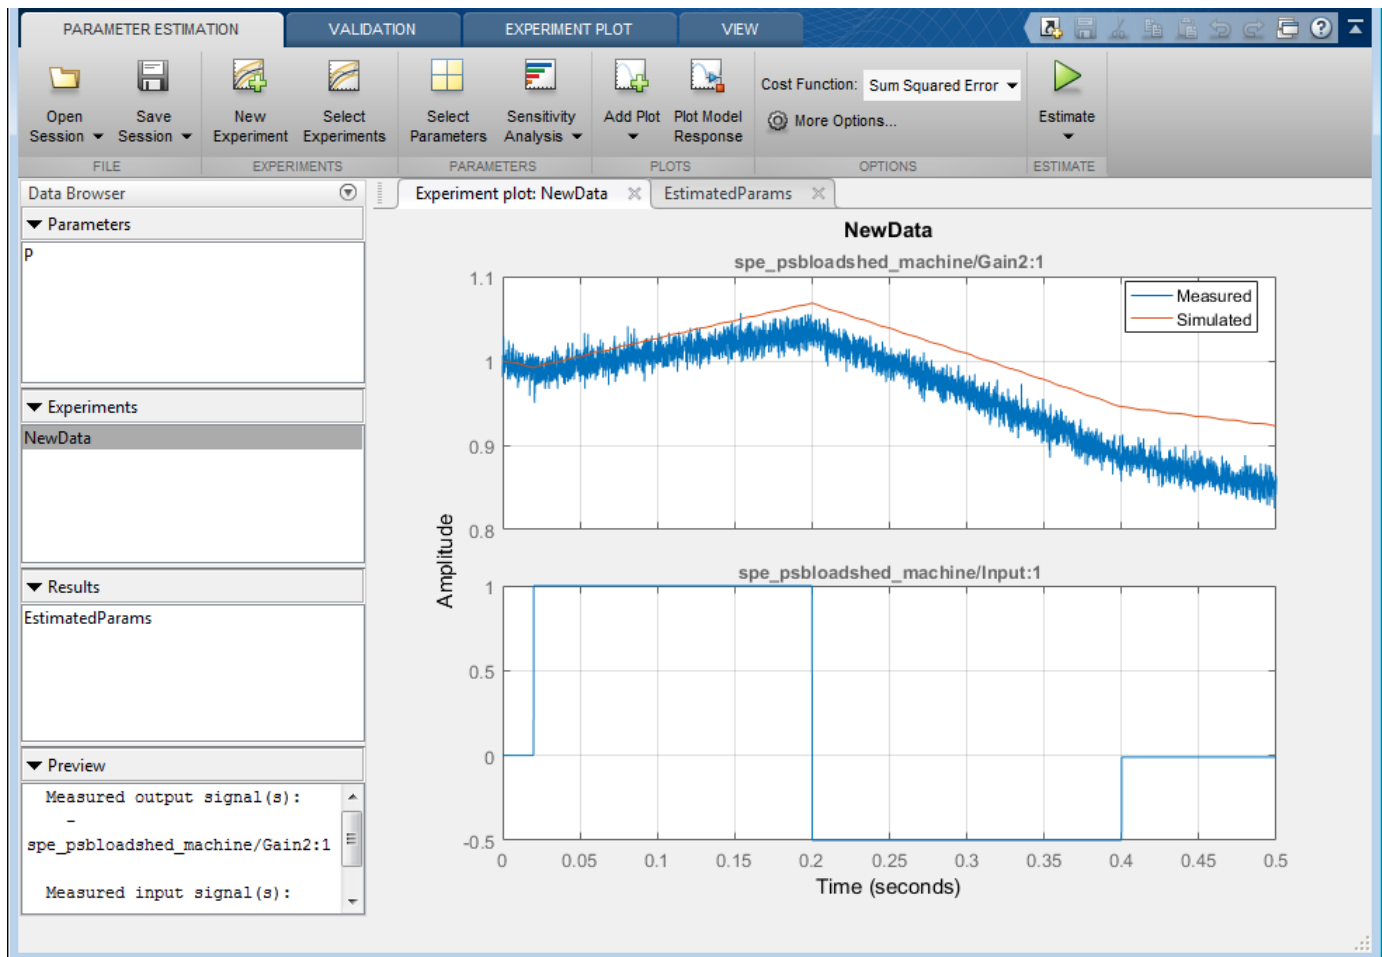 PARAMETER ESTIMATION VALIDATION EXPERIMENT PLOT VIEW
Open Session
Save Session
New Experiment
Select Experiments
Select Parameters
Sensitivity Analysis
Add Plot
Plot Model Response
Cost Function: Sum Squared Error
More Options...
Estimate
FILE EXPERIMENTS PARAMETERS PLOTS OPTIONS ESTIMATE
Data Browser
Parameters
P
Experiments
NewData
Results
EstimatedParams
Preview
Measured output signal(s):
-
spe_psbloadshed_machine/Gain2:1
Measured input signal(s):
Experiment plot: NewData EstimatedParams
NewData
spe_psbloadshed_machine/Gain2:1
1.1
1
0.9
0.8
Measured
Simulated
Amplitude
spe_psbloadshed_machine/Input:1
1
0.5
0
-0.5
0 0.05 0.1 0.15 0.2 0.25 0.3 0.35 0.4 0.45 0.5
Time (seconds)